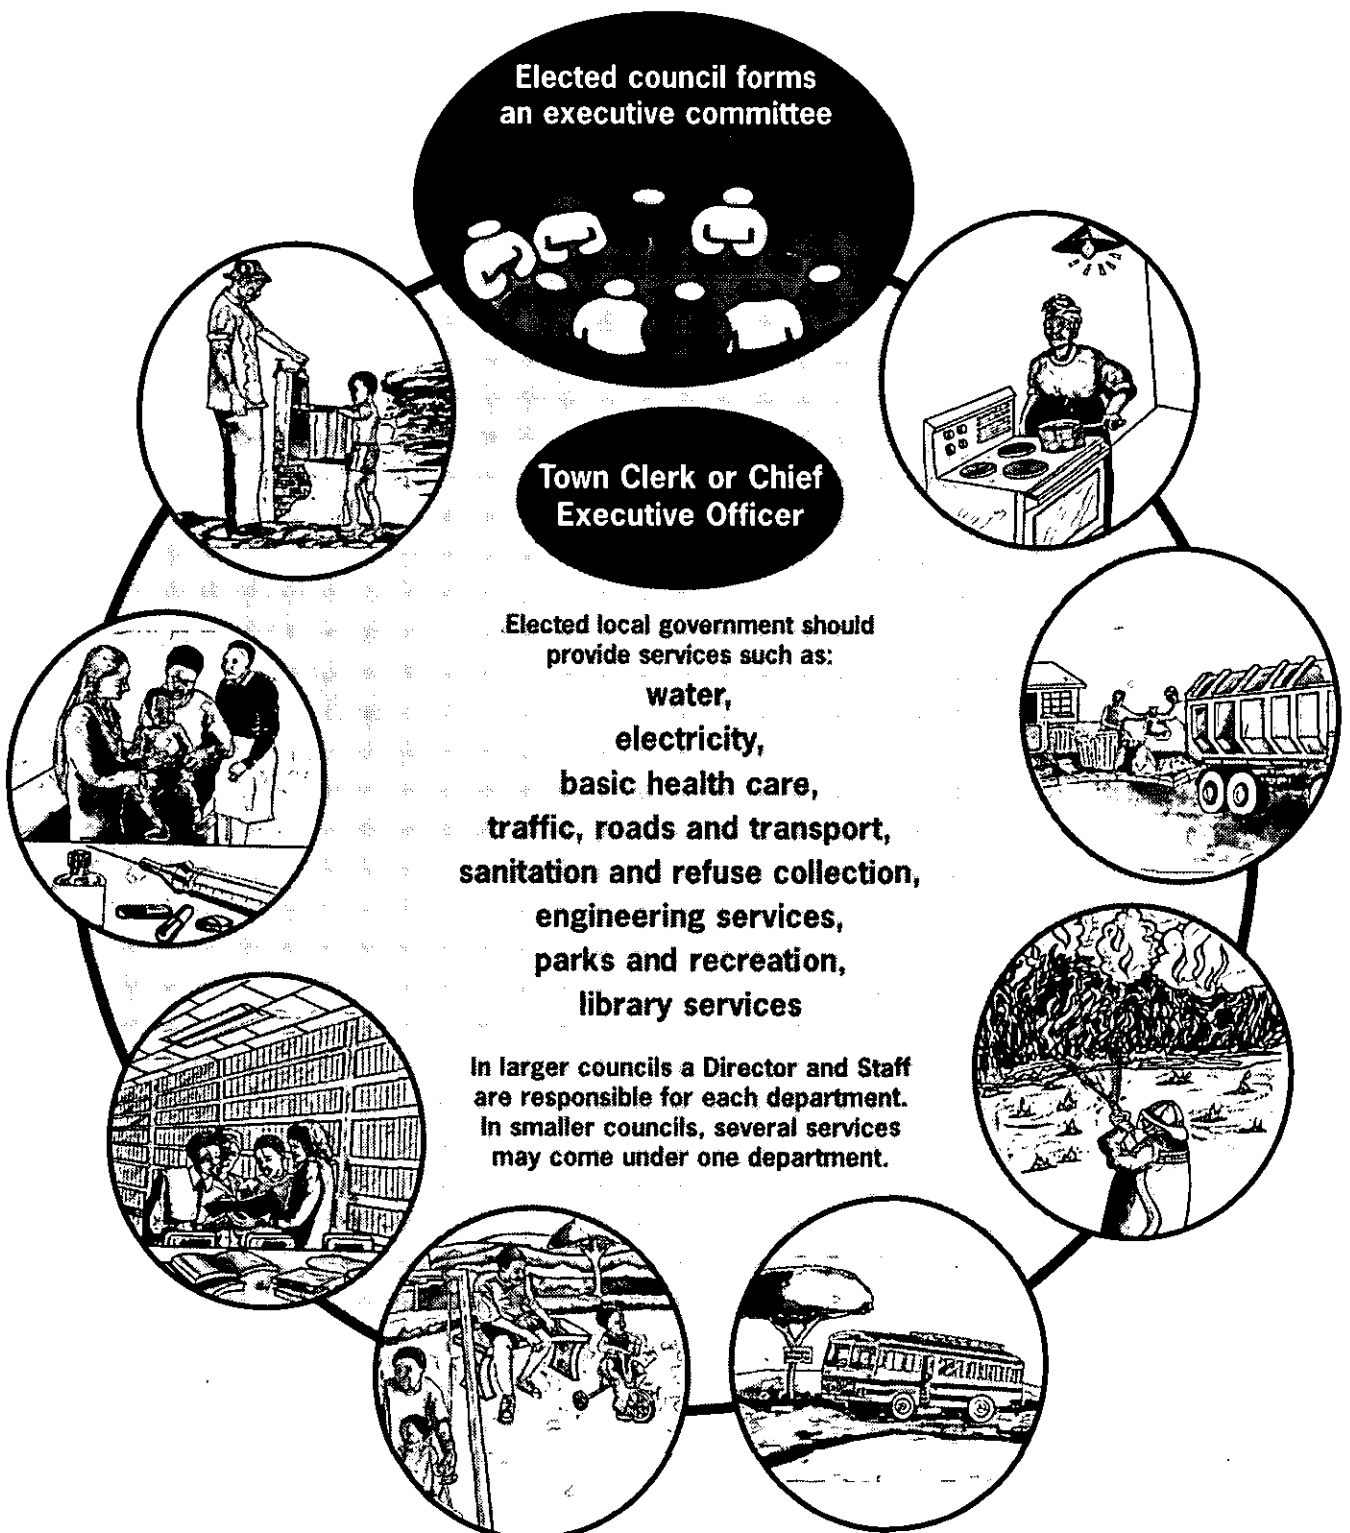 Elected council forms
an executive committee
Town Clerk or Chief
Executive Officer
Elected local government should
provide services such as:
water,
electricity,
basic health care,
traffic, roads and transport,
sanitation and refuse collection,
engineering services,
parks and recreation,
library services
In larger councils a Director and Staff
are responsible for each department.
In smaller councils, several services
may come under one department.